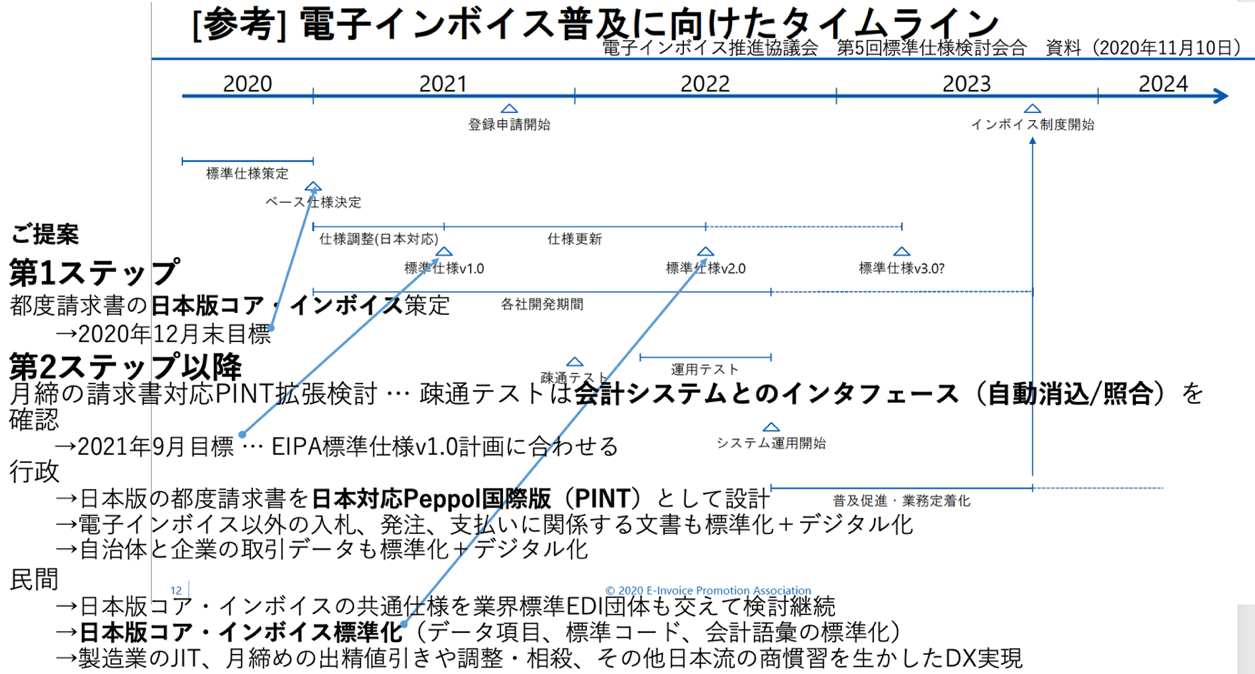 [参考] 電子インボイス普及に向けたタイムライン
電子インボイス推進協議会　第5回標準仕様検討会合　資料（2020年11月10日）
2020
2021
2022
2023
2024
登録申請開始
インボイス制度開始
標準仕様策定
ベース仕様決定
ご提案
仕様調整(日本対応)
仕様更新
第1ステップ
標準仕様v1.0
標準仕様v2.0
標準仕様v3.0?
都度請求書の日本版コア・インボイス策定
各社開発期間
→2020年12月末目標
第2ステップ以降
疎通テスト
運用テスト
月締の請求書対応PINT拡張検討 … 疎通テストは会計システムとのインタフェース（自動消込/照合）を
確認
→2021年9月目標 … EIPA標準仕様v1.0計画に合わせる
システム運用開始
行政
→日本版の都度請求書を日本対応Peppol国際版（PINT）として設計
普及促進・業務定着化
→電子インボイス以外の入札、発注、支払いに関係する文書も標準化＋デジタル化
→自治体と企業の取引データも標準化＋デジタル化
民間
12
© 2020 E-Invoice Promotion Association
→日本版コア・インボイスの共通仕様を業界標準EDI団体も交えて検討継続
→日本版コア・インボイス標準化（データ項目、標準コード、会計語彙の標準化）
→製造業のJIT、月締めの出精値引きや調整・相殺、その他日本流の商慣習を生かしたDX実現